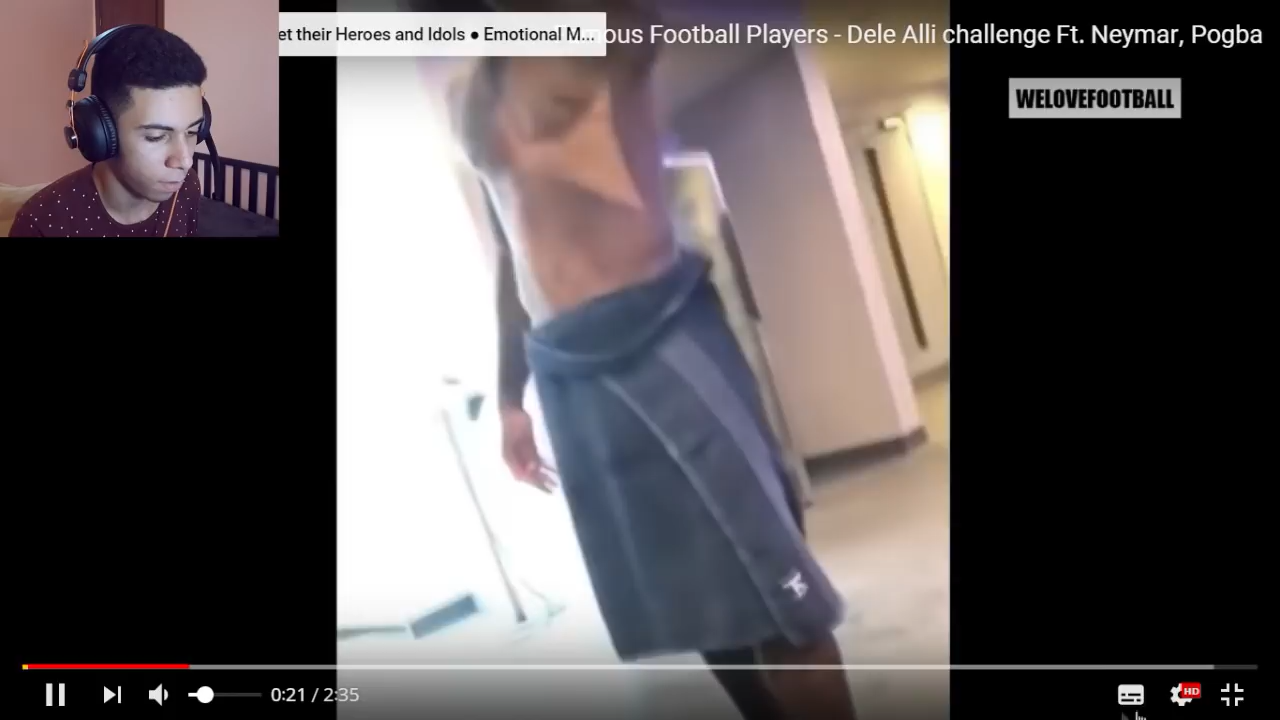 et their Heroes and Idols ● Emotional M...
ous Football Players - Dele Alli challenge Ft. Neymar, Pogba
WELOVEFOOTBALL
0:21 / 2:35
HD